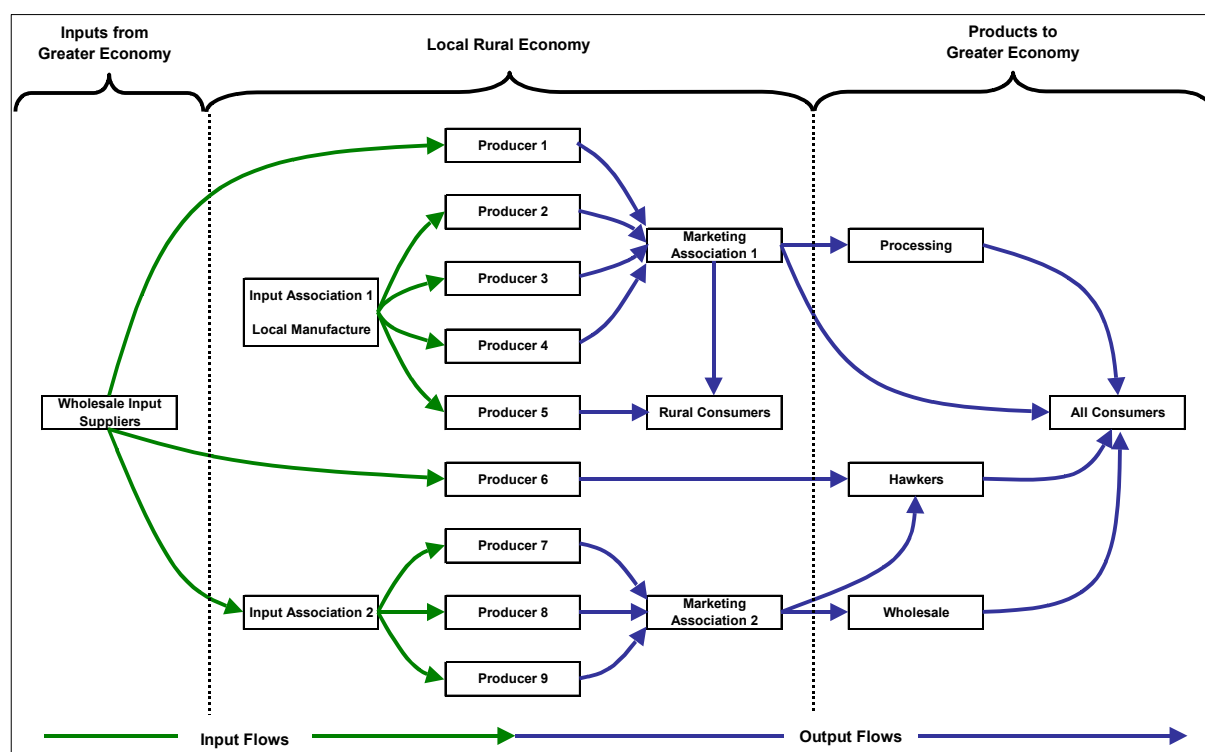 Inputs from
Greater Economy
Local Rural Economy
Products to
Greater Economy
Producer 1
Producer 2
Marketing
Association 1
Processing
Producer 3
Input Association 1
Local Manufacture
Producer 4
Wholesale Input
Suppliers
Producer 5
Rural Consumers
All Consumers
Producer 6
Hawkers
Producer 7
Input Association 2
Producer 8
Marketing
Association 2
Wholesale
Producer 9
Input Flows
Output Flows